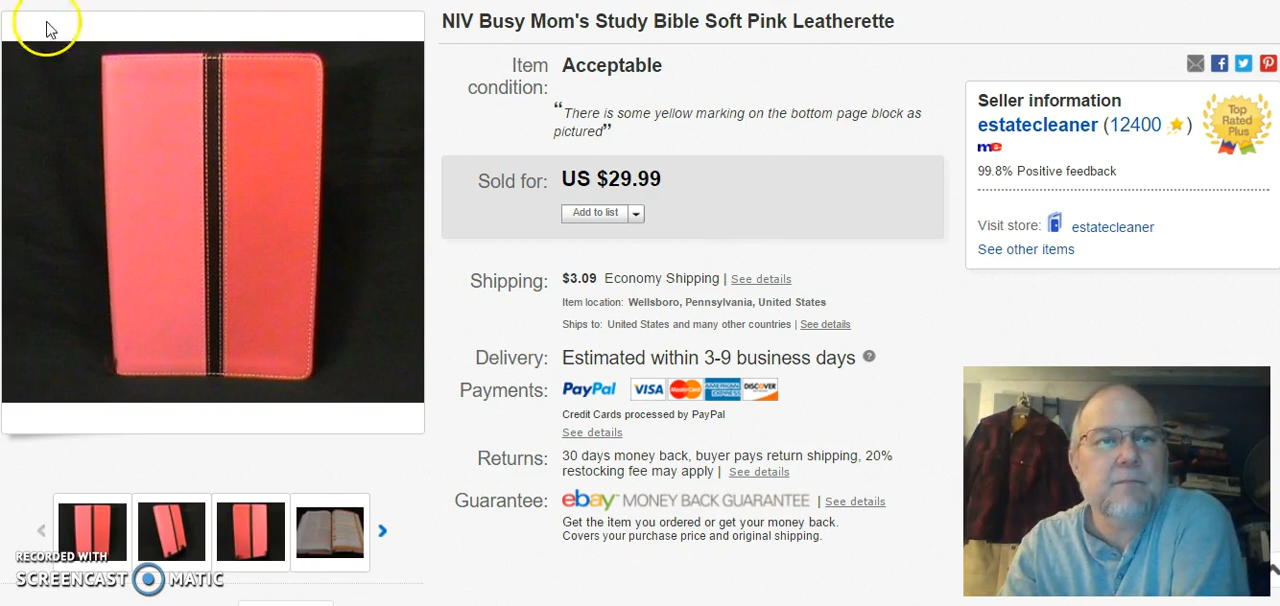 NIV Busy Mom's Study Bible Soft Pink Leatherette
Item condition: Acceptable
“There is some yellow marking on the bottom page block as pictured”
Sold for: US $29.99
Add to list
Shipping: $3.09 Economy Shipping | See details
Item location: Wellsboro, Pennsylvania, United States
Ships to: United States and many other countries | See details
Delivery: Estimated within 3-9 business days ?
Payments: PayPal VISA MasterCard AMERICAN EXPRESS DISCOVER
Credit Cards processed by PayPal
See details
Returns: 30 days money back, buyer pays return shipping, 20%
restocking fee may apply | See details
Guarantee: ebay MONEY BACK GUARANTEE | See details
Get the item you ordered or get your money back.
Covers your purchase price and original shipping.
Seller information
estatecleaner (12400 )
me
99.8% Positive feedback
Top
Rated
Plus
Visit store: estatecleaner
See other items
RECORDED WITH
SCREENCAST MATIC